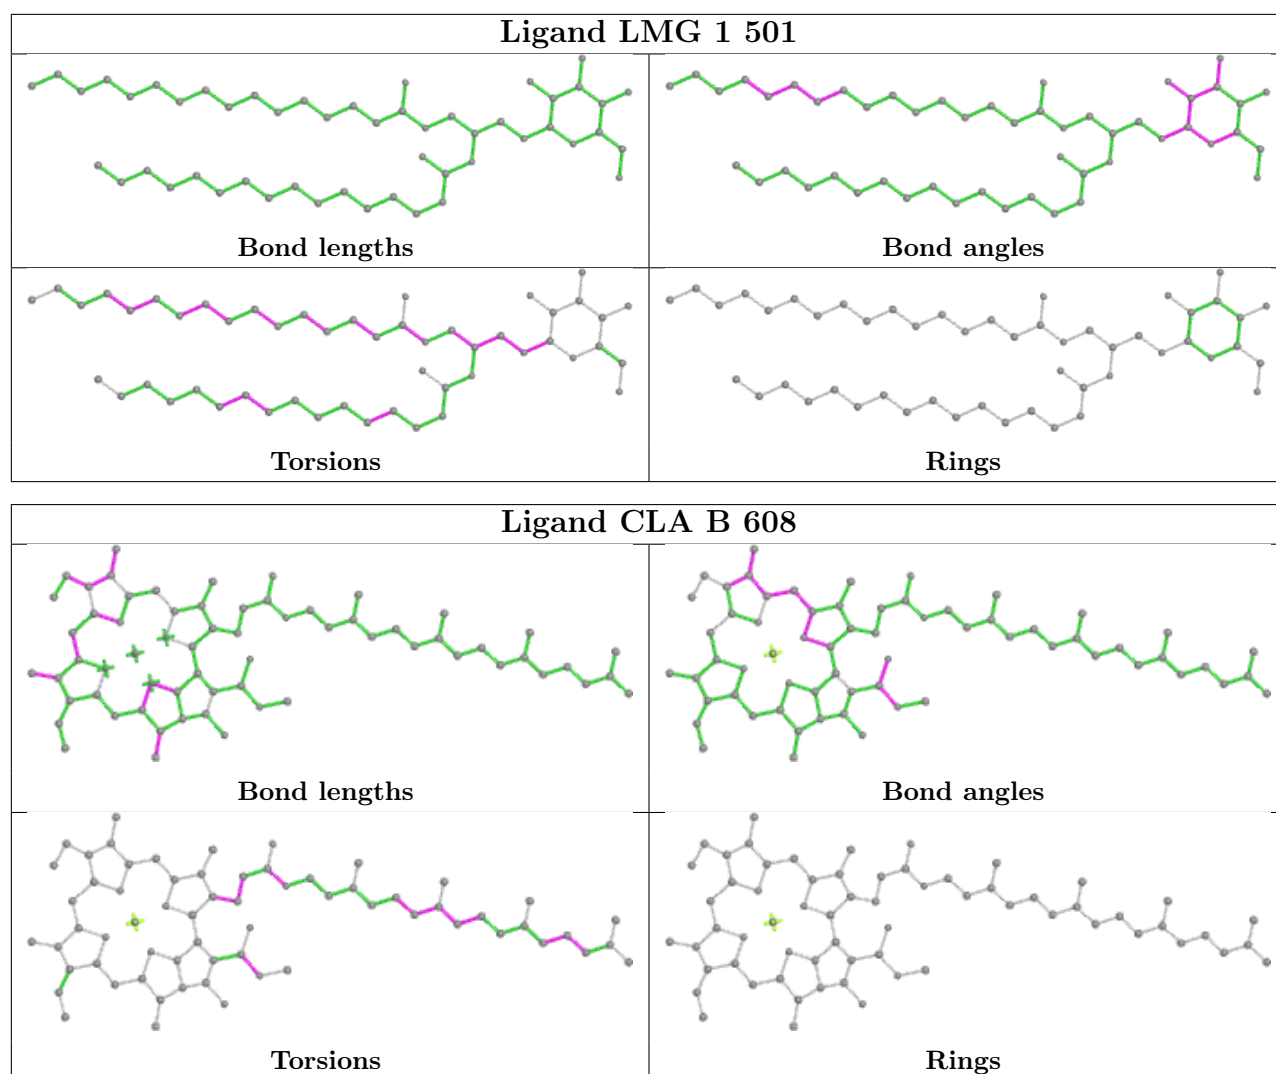 Ligand LMG 1 501
Bond lengths
Bond angles
Torsions
Rings
Ligand CLA B 608
Bond lengths
Bond angles
Torsions
Rings